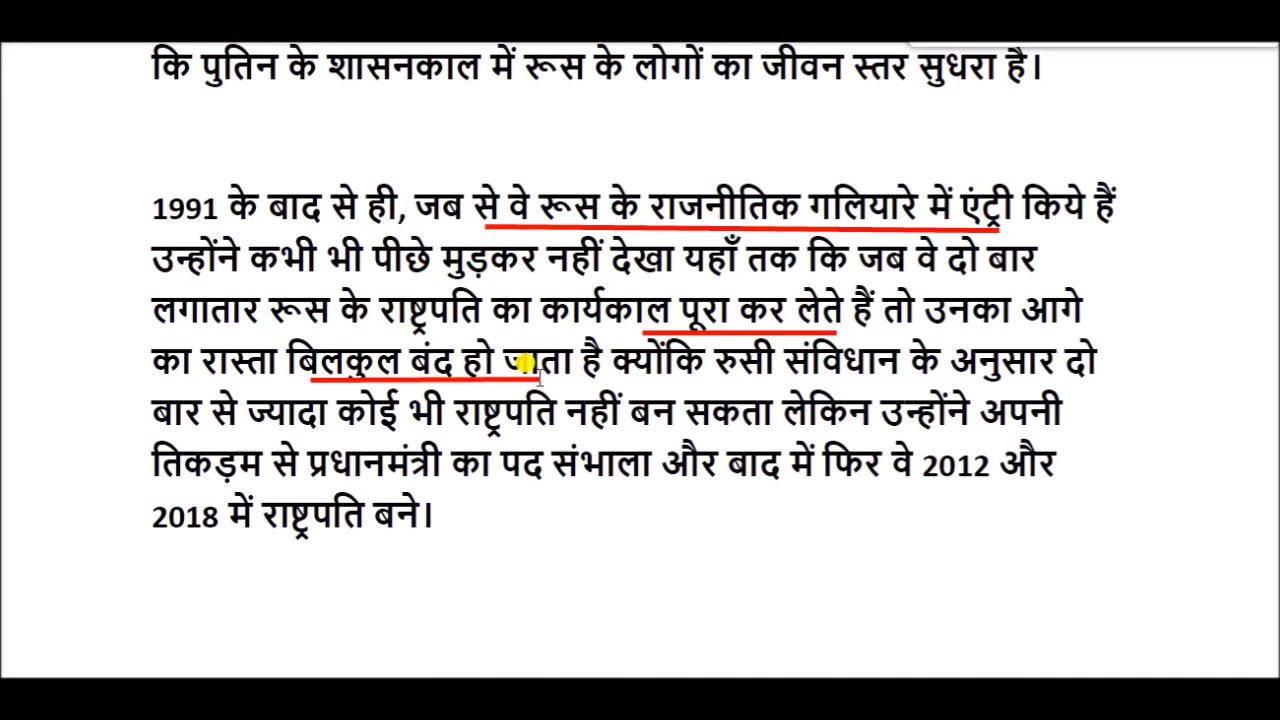 कि पुतिन के शासनकाल में रूस के लोगों का जीवन स्तर सुधरा है।
1991 के बाद से ही, जब से वे रूस के राजनीतिक गलियारे में एंट्री किये हैं
उन्होंने कभी भी पीछे मुड़कर नहीं देखा यहाँ तक कि जब वे दो बार
लगातार रूस के राष्ट्रपति का कार्यकाल पूरा कर लेते हैं तो उनका आगे
का रास्ता बिलकुल बंद हो जाता है क्योंकि रुसी संविधान के अनुसार दो
बार से ज्यादा कोई भी राष्ट्रपति नहीं बन सकता लेकिन उन्होंने अपनी
तिकड़म से प्रधानमंत्री का पद संभाला और बाद में फिर वे 2012 और
2018 में राष्ट्रपति बने।